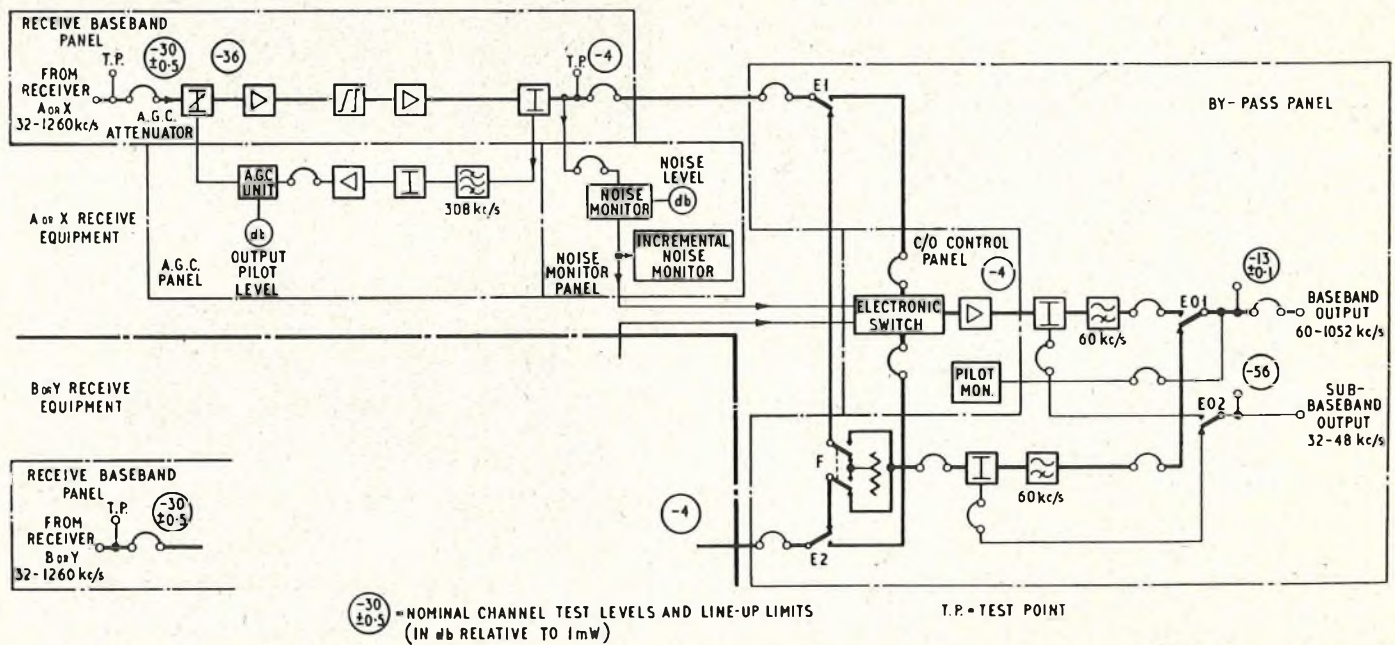 RECEIVE BASEBAND
PANEL
T.P.
-30
±0·5
-36
T.P.
-4
FROM
RECEIVER
A OR X
32-1260 kc/s
A.G.C.
ATTENUATOR
A.G.C.
UNIT
308 kc/s
db
OUTPUT
PILOT
LEVEL
A.G.C.
PANEL
A OR X RECEIVE
EQUIPMENT
NOISE
LEVEL
NOISE
MONITOR
db
INCREMENTAL
NOISE
MONITOR
NOISE
MONITOR
PANEL
E1
BY-PASS PANEL
C/O CONTROL
PANEL
-4
ELECTRONIC
SWITCH
60 kc/s
EO1
-13
±0·1
BASEBAND
OUTPUT
60-1052 kc/s
PILOT
MON.
-56
EO2
SUB-
BASEBAND
OUTPUT
32-48 kc/s
F
60 kc/s
-4
E2
B OR Y RECEIVE
EQUIPMENT
RECEIVE BASEBAND
PANEL
T.P.
-30
±0·5
FROM
RECEIVER
B OR Y
32-1260 kc/s
-30
±0·5
= NOMINAL CHANNEL TEST LEVELS AND LINE-UP LIMITS
(IN db RELATIVE TO 1mW)
T.P. = TEST POINT